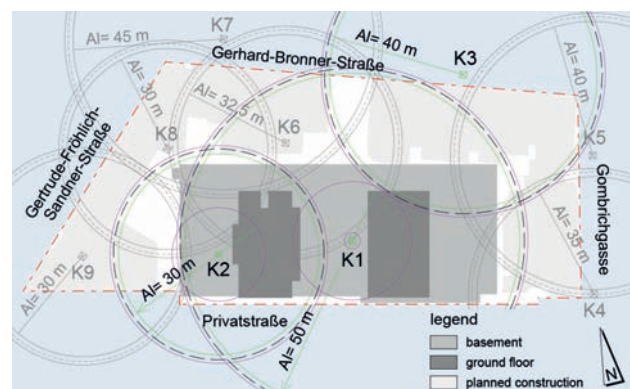 K7
Al= 45 m
Al= 40 m
K3
Gerhard-Bronner-Straße
Al= 30 m
Al= 32,5 m
Al= 40 m
K8
K6
K5
Gertrude-Fröhlich-
Sandner-Straße
Gombrichgasse
Al= 35 m
K9
K2
K1
Al= 30 m
Al= 30 m
Al= 50 m
K4
Privatstraße
legend
basement
ground floor
planned construction
N